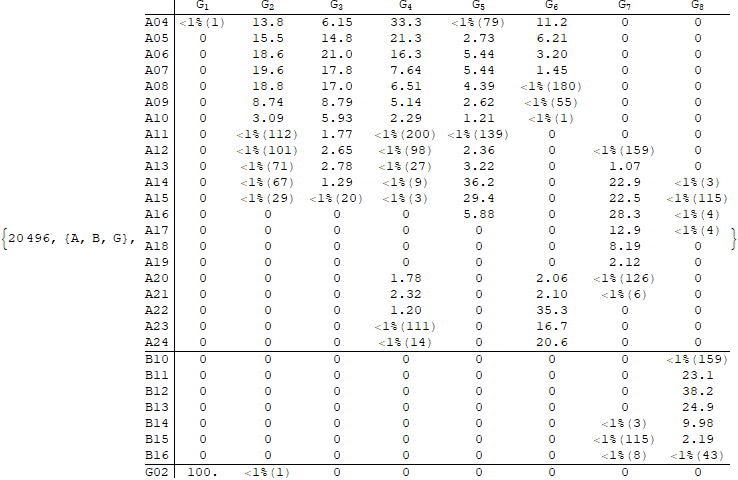 G1 G2 G3 G4 G5 G6 G7 G8
A04 <1%(1) 13.8 6.15 33.3 <1%(79) 11.2 0 0
A05 0 15.5 14.8 21.3 2.73 6.21 0 0
A06 0 18.6 21.0 16.3 5.44 3.20 0 0
A07 0 19.6 17.8 7.64 5.44 1.45 0 0
A08 0 18.8 17.0 6.51 4.39 <1%(180) 0 0
A09 0 8.74 8.79 5.14 2.62 <1%(55) 0 0
A10 0 3.09 5.93 2.29 1.21 <1%(1) 0 0
A11 0 <1%(112) 1.77 <1%(200) <1%(139) 0 0 0
A12 0 <1%(101) 2.65 <1%(98) 2.36 0 <1%(159) 0
A13 0 <1%(71) 2.78 <1%(27) 3.22 0 1.07 0
A14 0 <1%(67) 1.29 <1%(9) 36.2 0 22.9 <1%(3)
A15 0 <1%(29) <1%(20) <1%(3) 29.4 0 22.5 <1%(115)
A16 0 0 0 0 5.88 0 28.3 <1%(4)
A17 0 0 0 0 0 0 12.9 <1%(4)
{20496, {A, B, G}, A18 0 0 0 0 0 0 8.19 0 }
A19 0 0 0 0 0 0 2.12 0
A20 0 0 0 1.78 0 2.06 <1%(126) 0
A21 0 0 0 2.32 0 2.10 <1%(6) 0
A22 0 0 0 1.20 0 35.3 0 0
A23 0 0 0 <1%(111) 0 16.7 0 0
A24 0 0 0 <1%(14) 0 20.6 0 0
B10 0 0 0 0 0 0 0 <1%(159)
B11 0 0 0 0 0 0 0 23.1
B12 0 0 0 0 0 0 0 38.2
B13 0 0 0 0 0 0 0 24.9
B14 0 0 0 0 0 0 <1%(3) 9.98
B15 0 0 0 0 0 0 <1%(115) 2.19
B16 0 0 0 0 0 0 <1%(8) <1%(43)
G02 100. <1%(1) 0 0 0 0 0 0